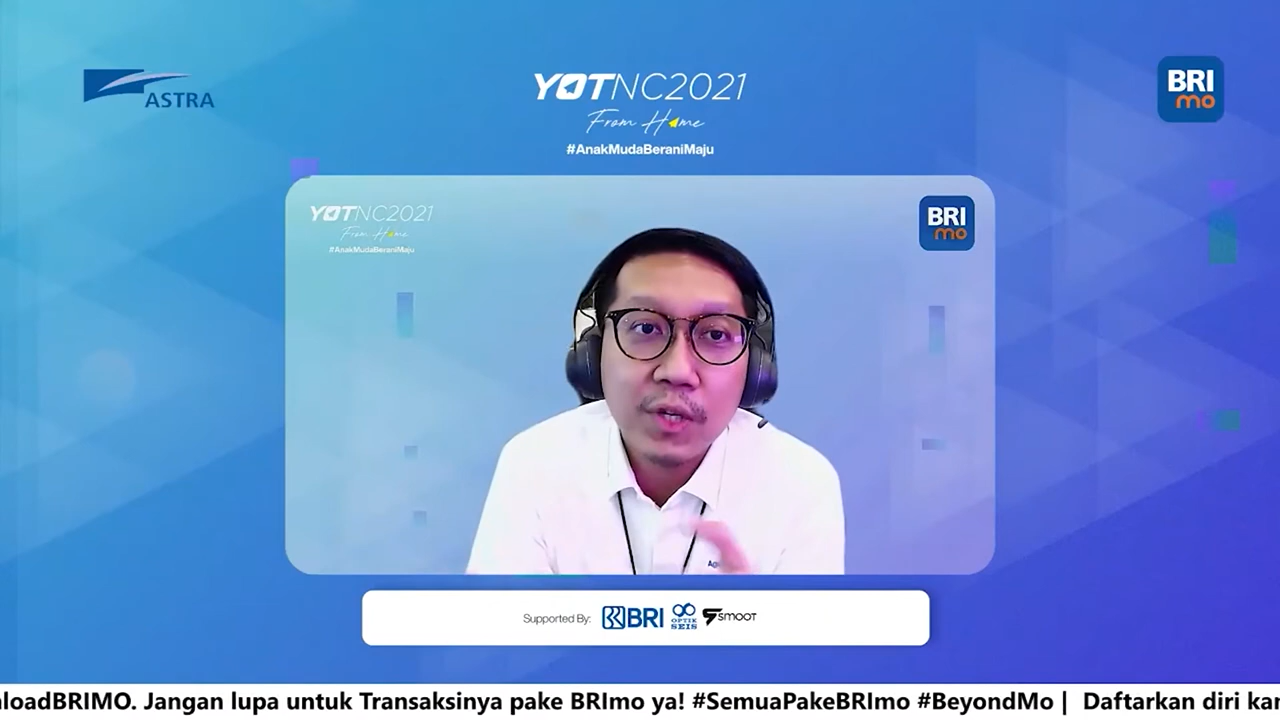 ASTRA
YOTNC2021
From Home
#AnakMudaBeraniMaju
BRI
mo
YOTNC2021
From Home
#AnakMudaBeraniMaju
BRI
mo
Supported By:
BRI
OPTIK
SEIS
SMOOT
loadBRIMO. Jangan lupa untuk Transaksinya pake BRImo ya! #SemuaPakeBRImo #BeyondMo | Daftarkan diri